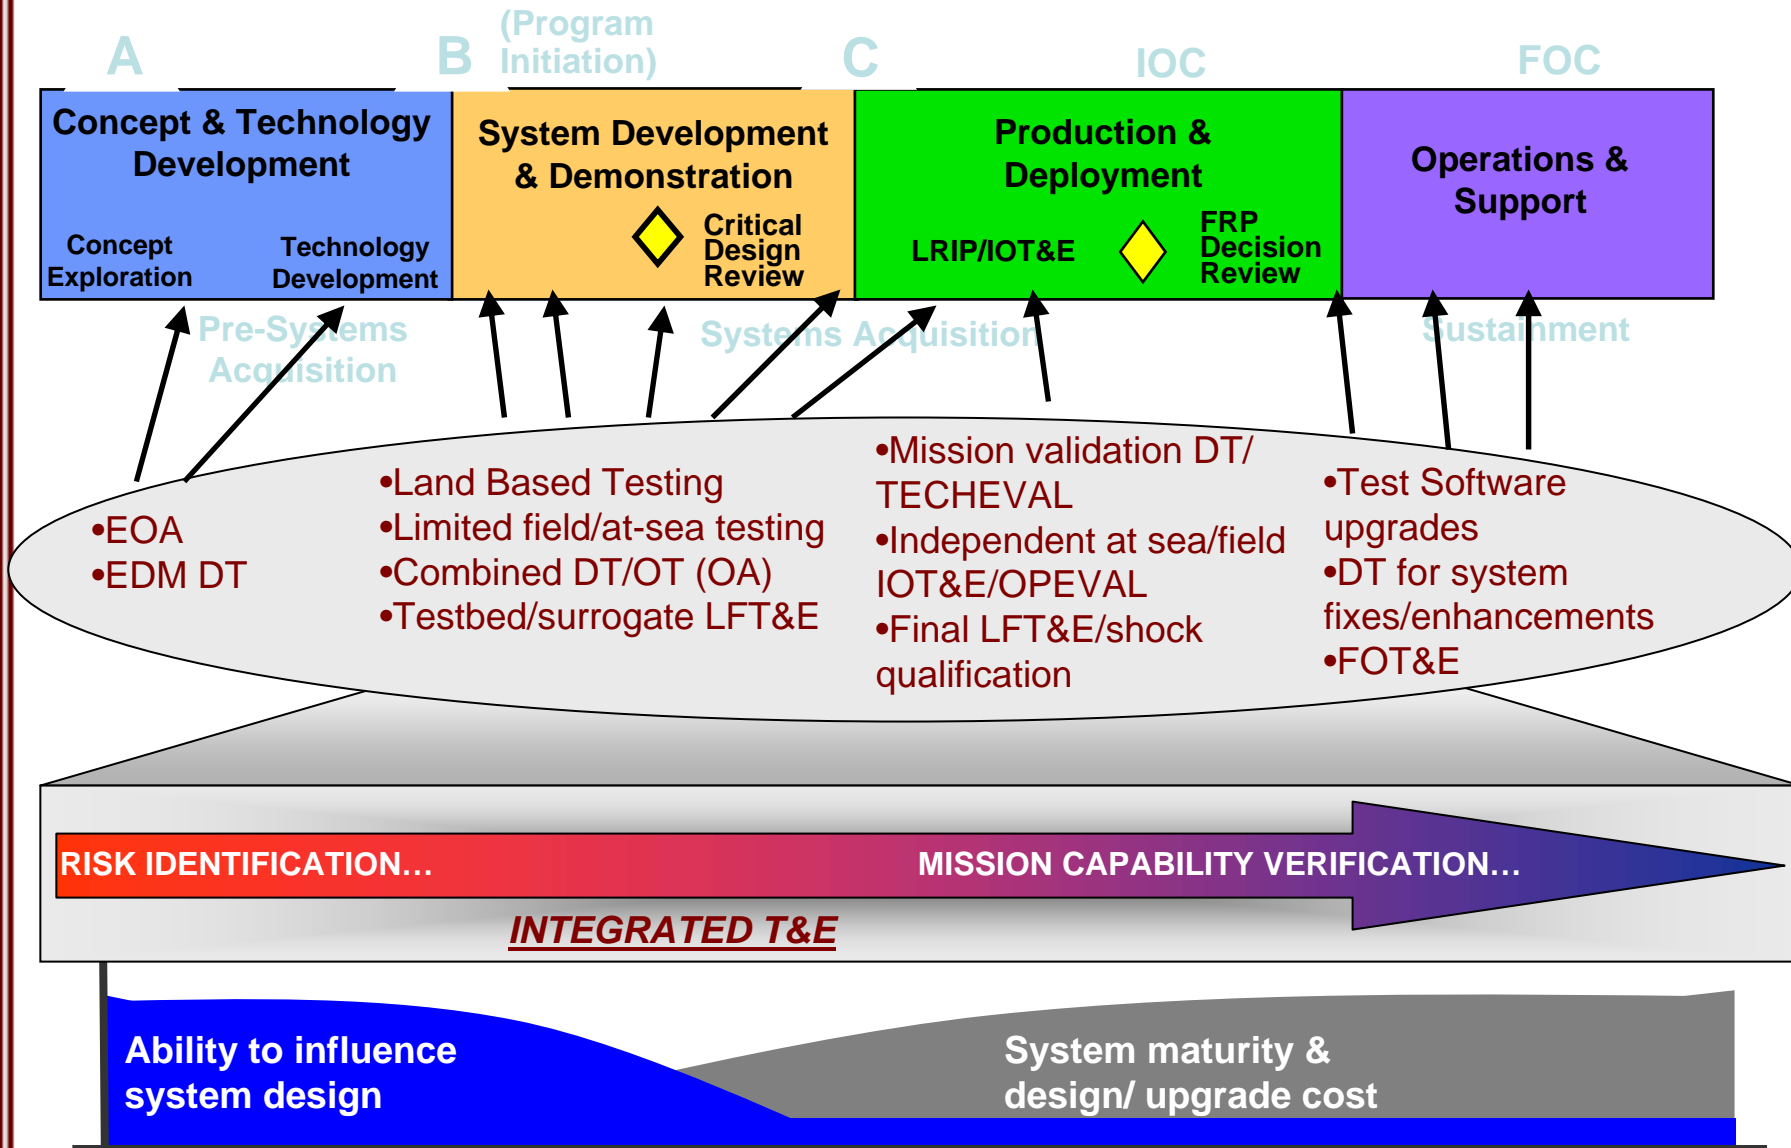 A
B
(Program
Initiation)
C
IOC
FOC
Concept & Technology
Development
Concept
Exploration
Technology
Development
System Development
& Demonstration
Critical
Design
Review
Production &
Deployment
LRIP/IOT&E
FRP
Decision
Review
Operations &
Support
Pre-Systems
Acquisition
Systems Acquisition
Sustainment
•EOA
•EDM DT
•Land Based Testing
•Limited field/at-sea testing
•Combined DT/OT (OA)
•Testbed/surrogate LFT&E
•Mission validation DT/
TECHEVAL
•Independent at sea/field
IOT&E/OPEVAL
•Final LFT&E/shock
qualification
•Test Software
upgrades
•DT for system
fixes/enhancements
•FOT&E
RISK IDENTIFICATION…
MISSION CAPABILITY VERIFICATION…
INTEGRATED T&E
Ability to influence
system design
System maturity &
design/ upgrade cost